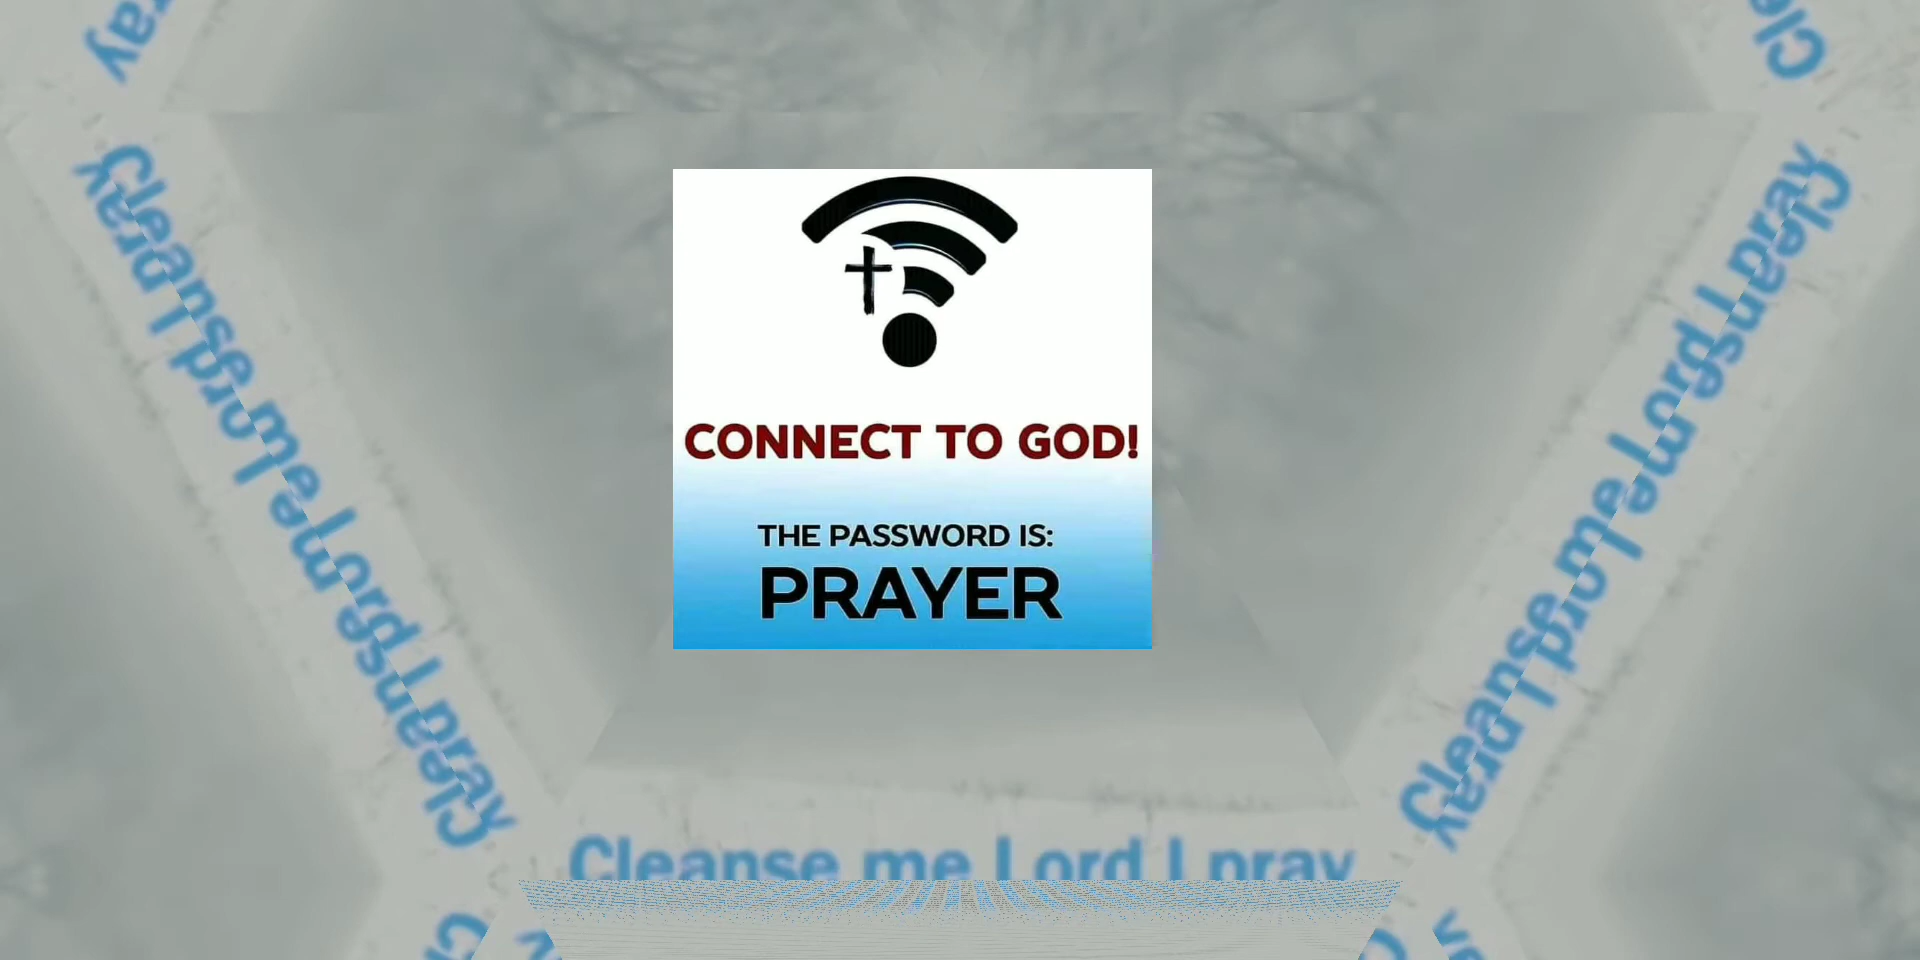 CONNECT TO GOD!
THE PASSWORD IS:
PRAYER
Cleanse me Lord I pray
Cleanse me Lord I pray
Cleanse me Lord I pray